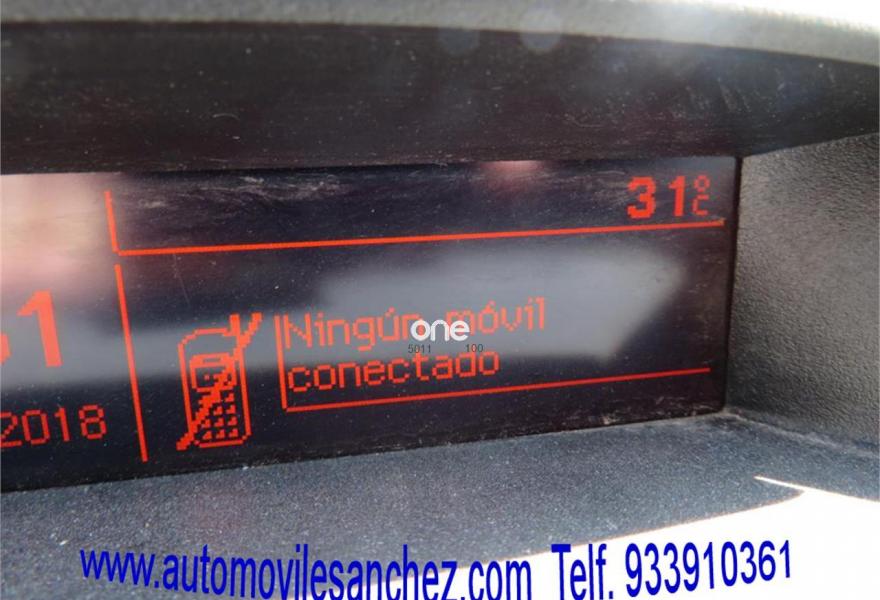 31°C
Ningún móvil
conectado
2018
one
5011 100
www.automovilesanchez.com Telf. 933910361